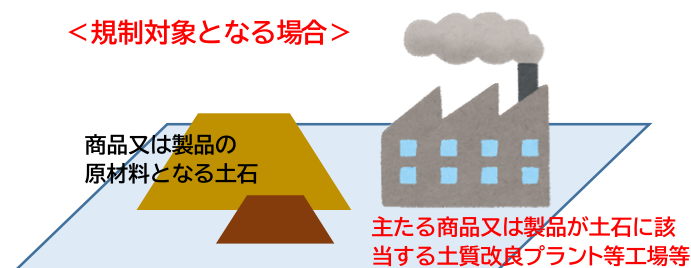 ＜規制対象となる場合＞
商品又は製品の
原材料となる土石
主たる商品又は製品が土石に該
当する土質改良プラント等工場等